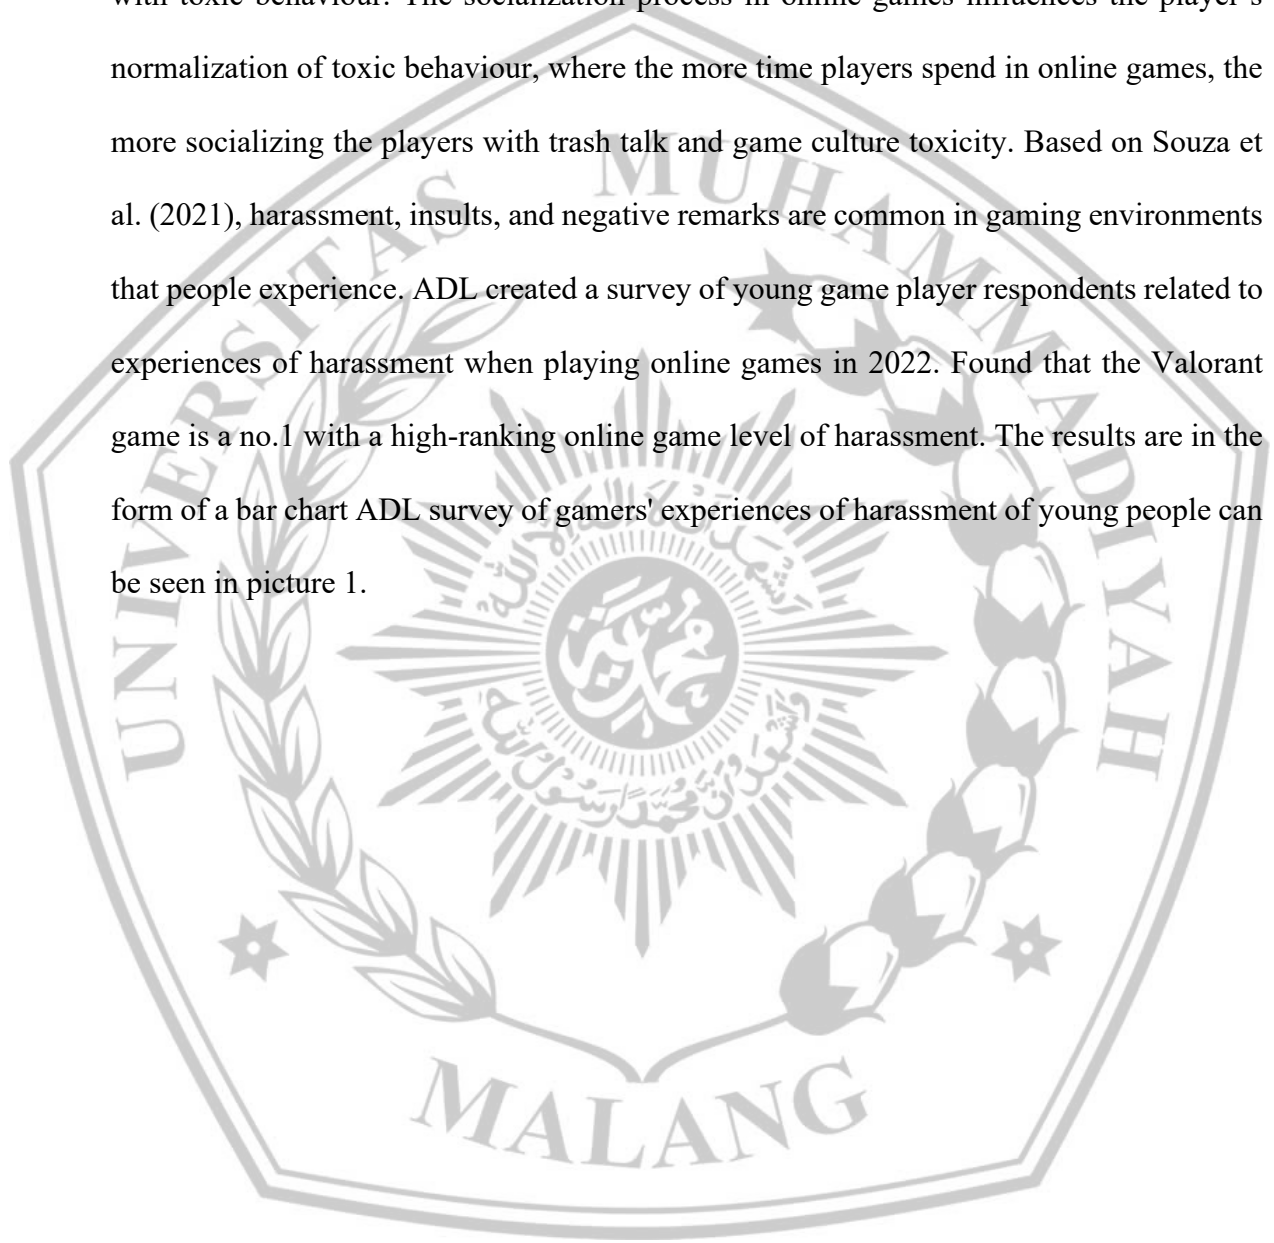 with toxic behaviour. The socialization process in online games influences the player's
normalization of toxic behaviour, where the more time players spend in online games, the
more socializing the players with trash talk and game culture toxicity. Based on Souza et
al. (2021), harassment, insults, and negative remarks are common in gaming environments
that people experience. ADL created a survey of young game player respondents related to
experiences of harassment when playing online games in 2022. Found that the Valorant
game is a no.1 with a high-ranking online game level of harassment. The results are in the
form of a bar chart ADL survey of gamers' experiences of harassment of young people can
be seen in picture 1.
UNIVERSITAS MUHAMMADIYAH
MALANG